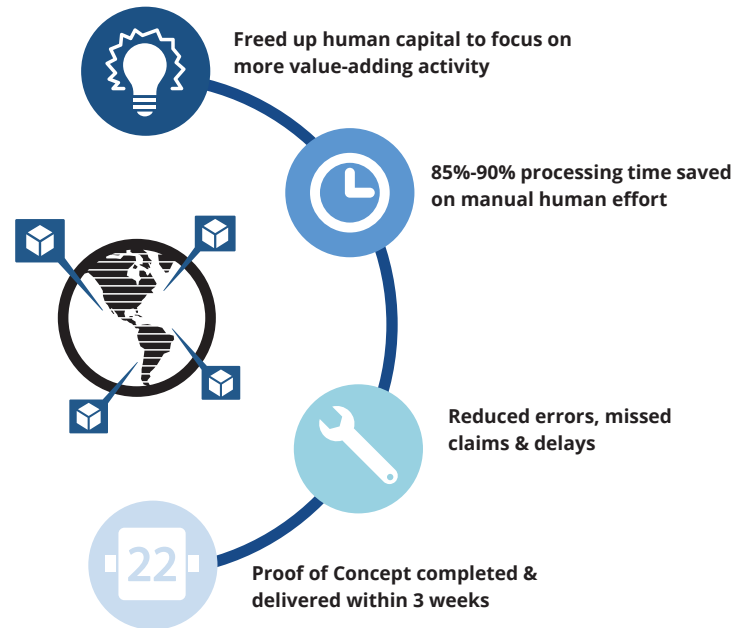 Freed up human capital to focus on
more value-adding activity
85%-90% processing time saved
on manual human effort
Reduced errors, missed
claims & delays
22
Proof of Concept completed &
delivered within 3 weeks